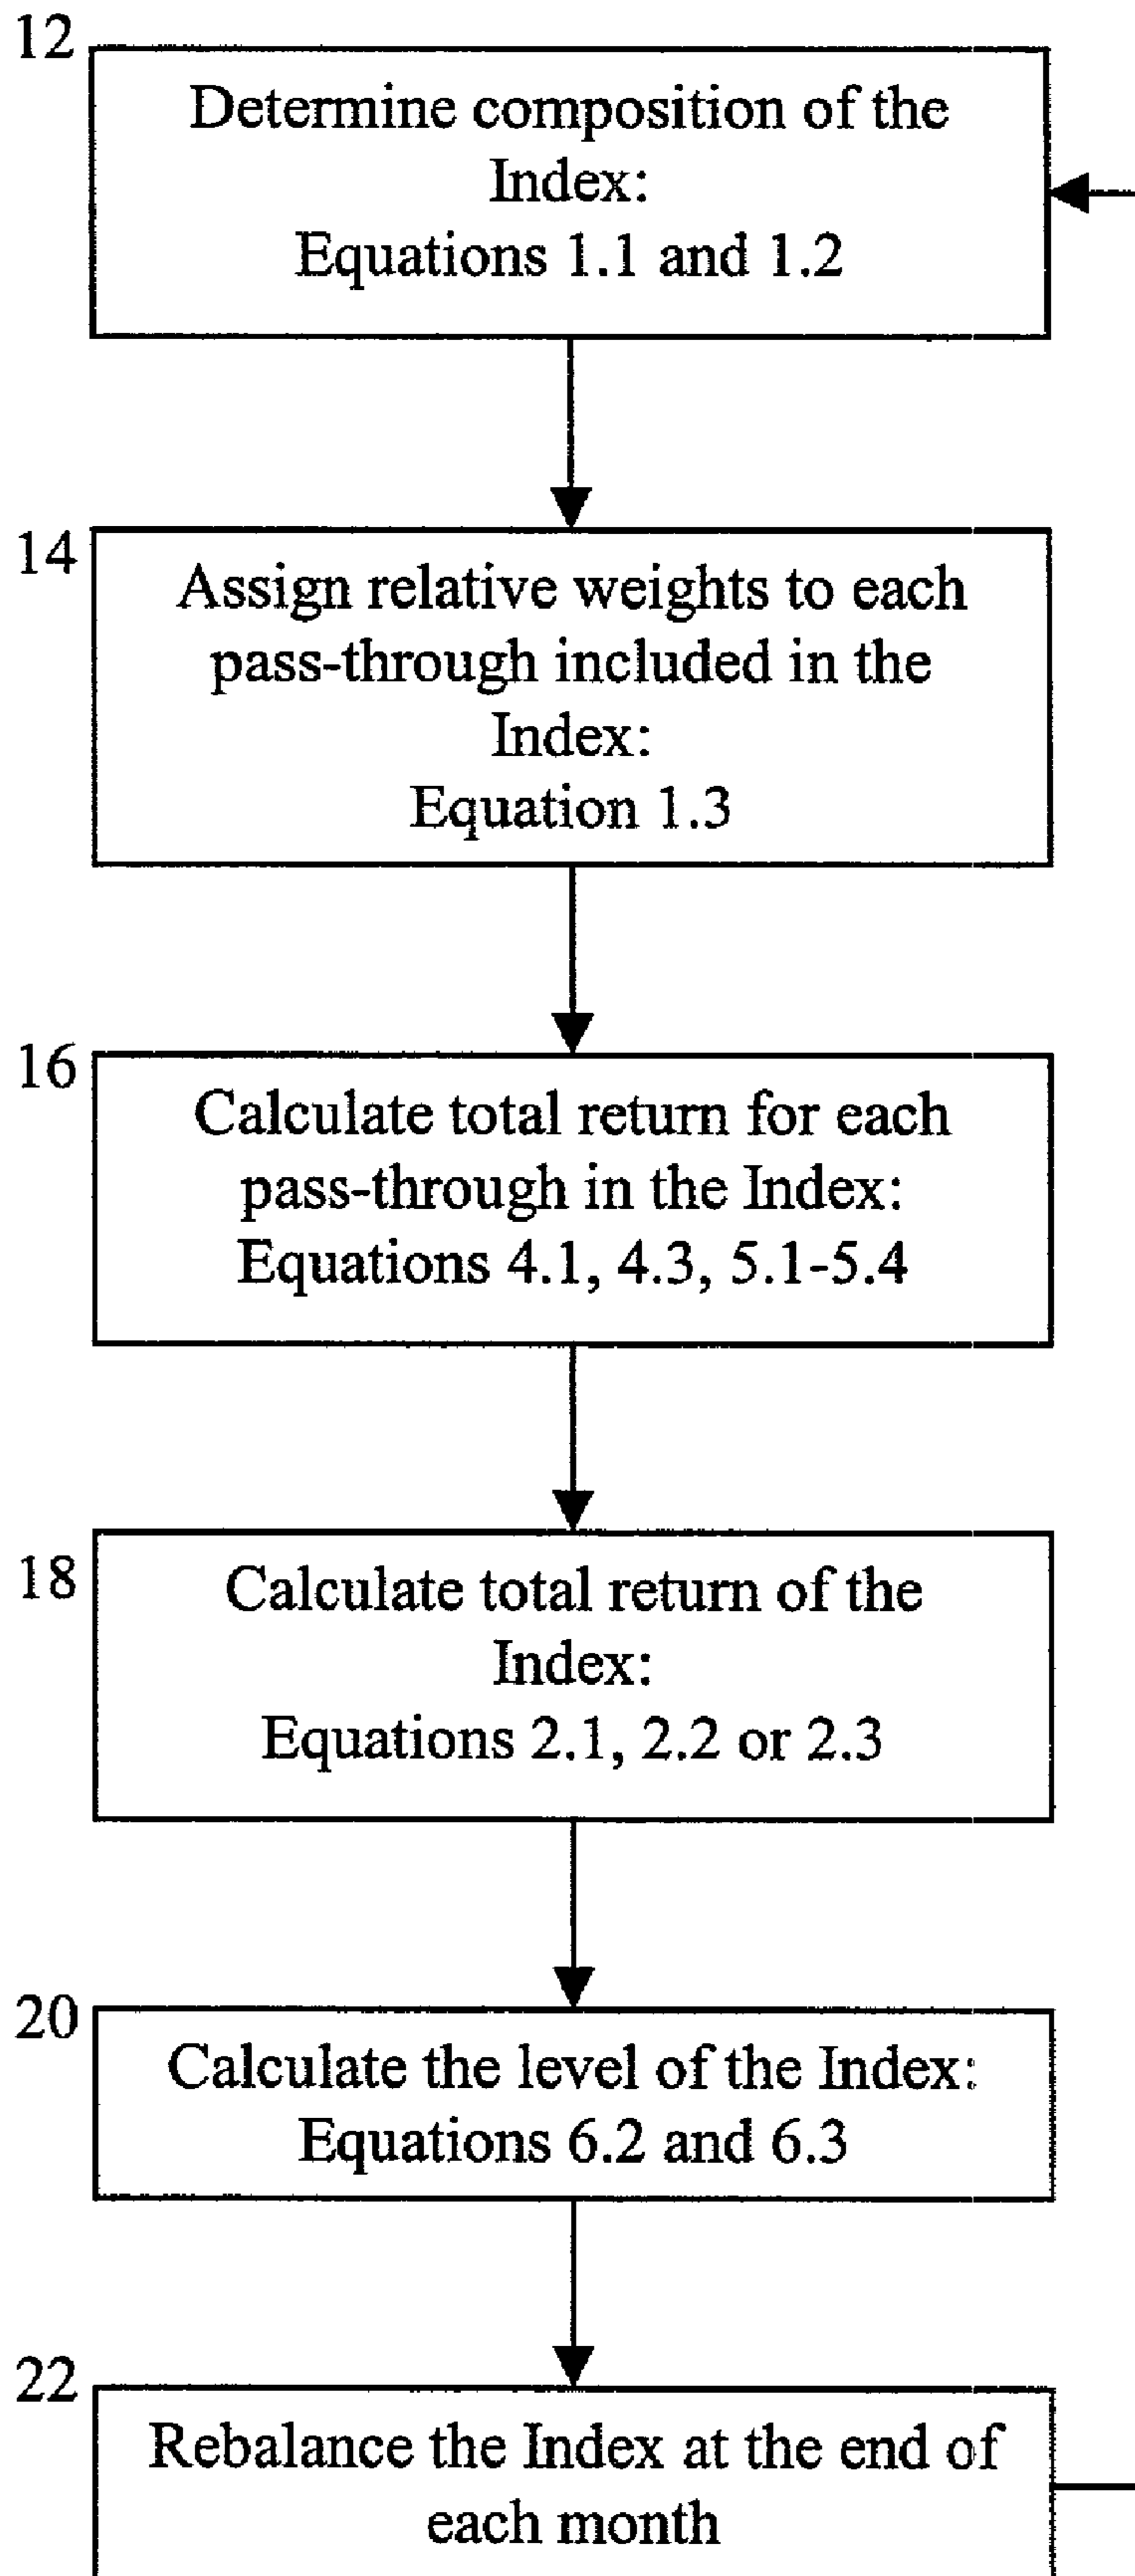 12
Determine composition of the
Index:
Equations 1.1 and 1.2
14
Assign relative weights to each
pass-through included in the
Index:
Equation 1.3
16
Calculate total return for each
pass-through in the Index:
Equations 4.1, 4.3, 5.1-5.4
18
Calculate total return of the
Index:
Equations 2.1, 2.2 or 2.3
20
Calculate the level of the Index:
Equations 6.2 and 6.3
22
Rebalance the Index at the end of
each month